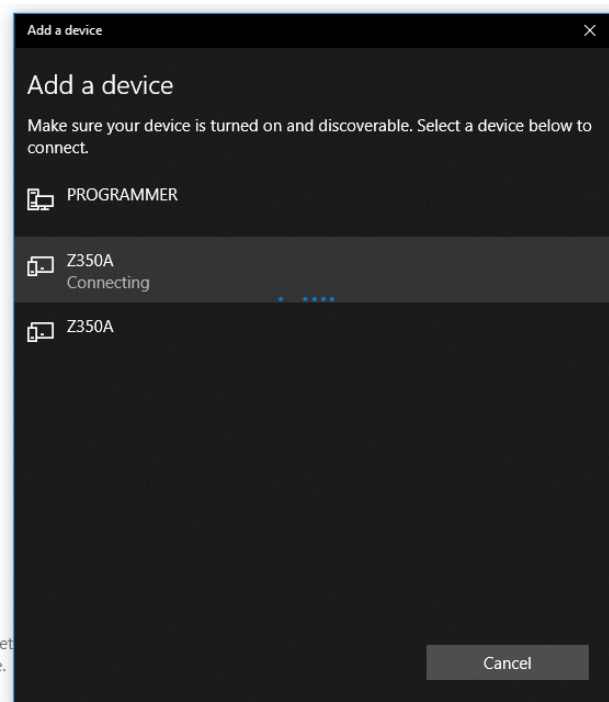 Add a device
Add a device
Make sure your device is turned on and discoverable. Select a device below to
connect.
PROGRAMMER
Z350A
Connecting
Z350A
Cancel